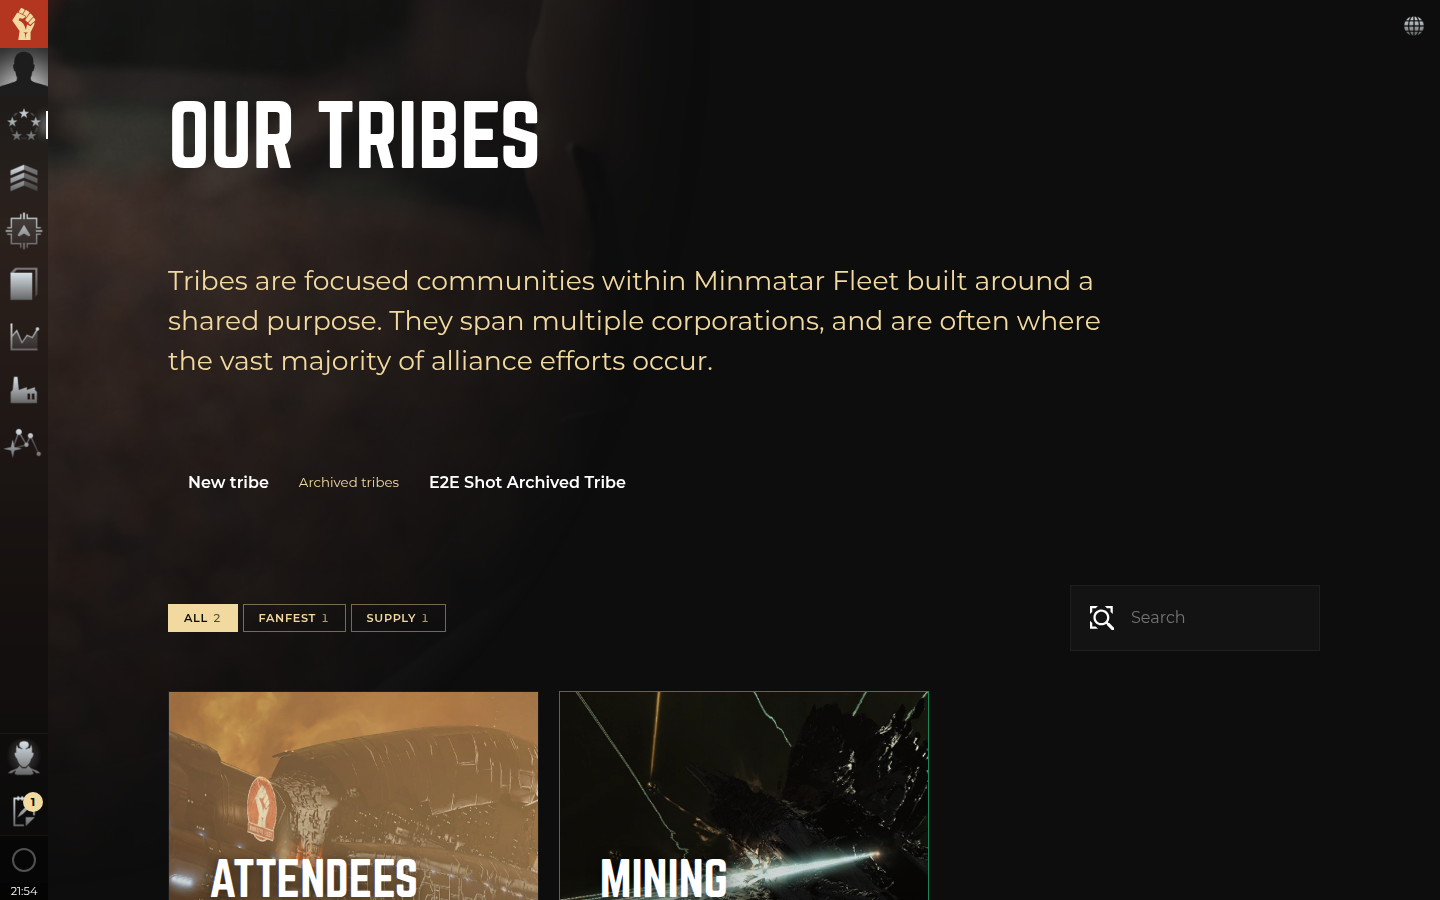 OUR TRIBES
Tribes are focused communities within Minmatar Fleet built around a
shared purpose. They span multiple corporations, and are often where
the vast majority of alliance efforts occur.
New tribe Archived tribes E2E Shot Archived Tribe
ALL 2 FANFEST 1 SUPPLY 1 Search
ATTENDEES MINING
1
21:54